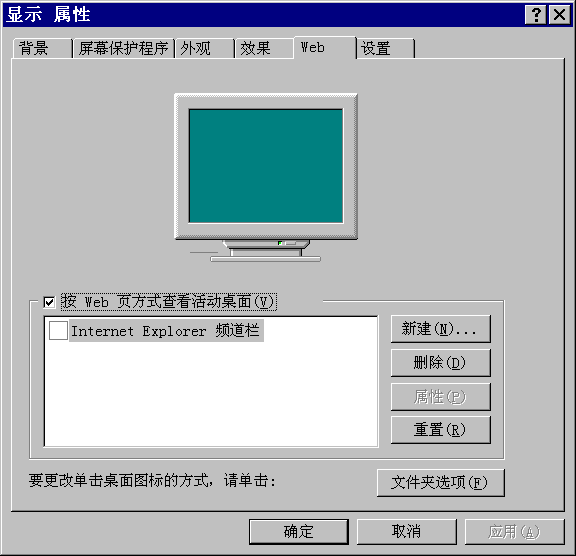 显示 属性
背景 屏幕保护程序 外观 效果 Web 设置
按 Web 页方式查看活动桌面(V)
Internet Explorer 频道栏
新建(N)...
删除(D)
属性(P)
重置(R)
要更改单击桌面图标的方式，请单击:
文件夹选项(F)
确定 取消 应用(A)